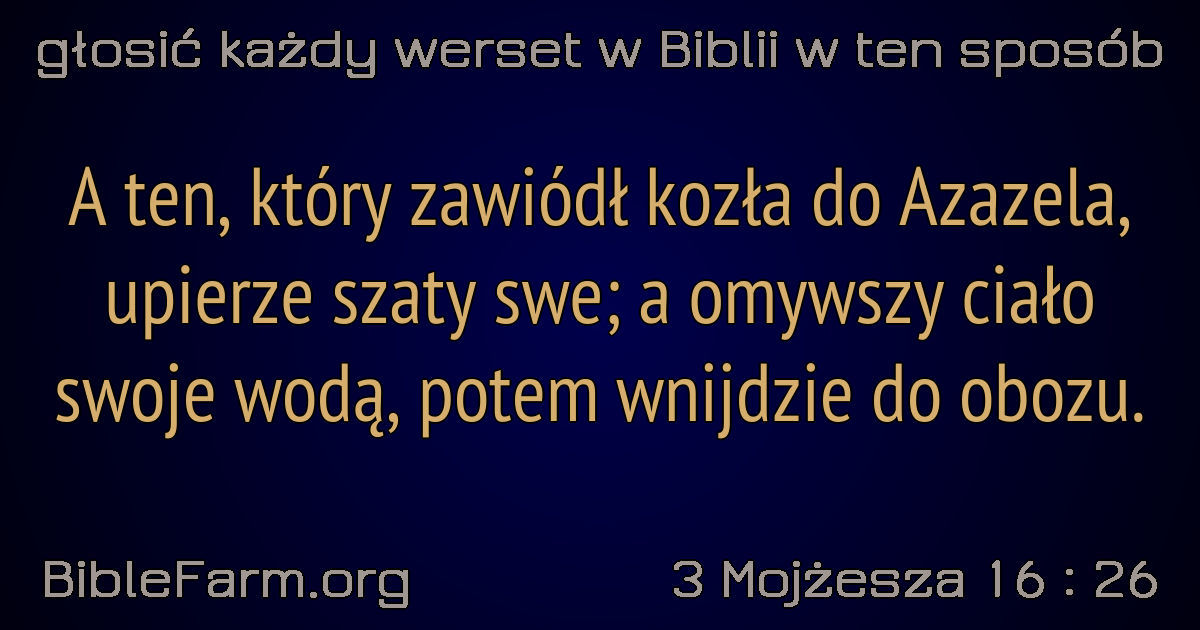 głosić każdy werset w Biblii w ten sposób
A ten, który zawiódł kozła do Azazela,
upierze szaty swe; a omywszy ciało
swoje wodą, potem wnijdzie do obozu.
BibleFarm.org
3 Mojżesza 16 : 26